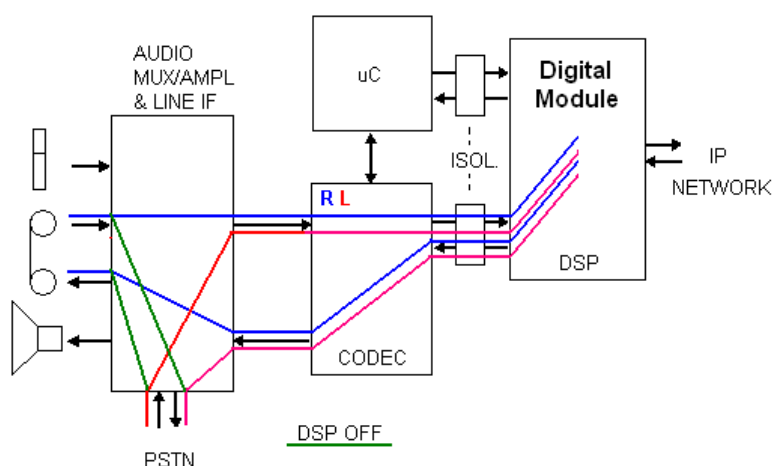 AUDIO
MUX/AMPL
& LINE IF
uC
Digital
Module
ISOL.
IP
NETWORK
R L
DSP
CODEC
DSP OFF
PSTN